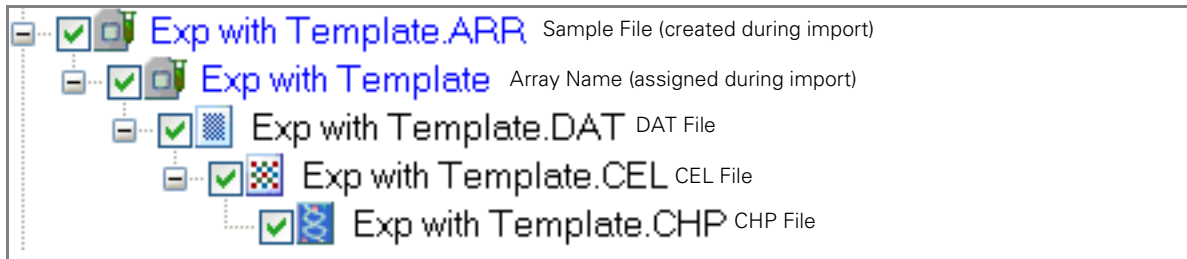 Exp with Template.ARR Sample File (created during import)
Exp with Template Array Name (assigned during import)
Exp with Template.DAT DAT File
Exp with Template.CEL CEL File
Exp with Template.CHP CHP File